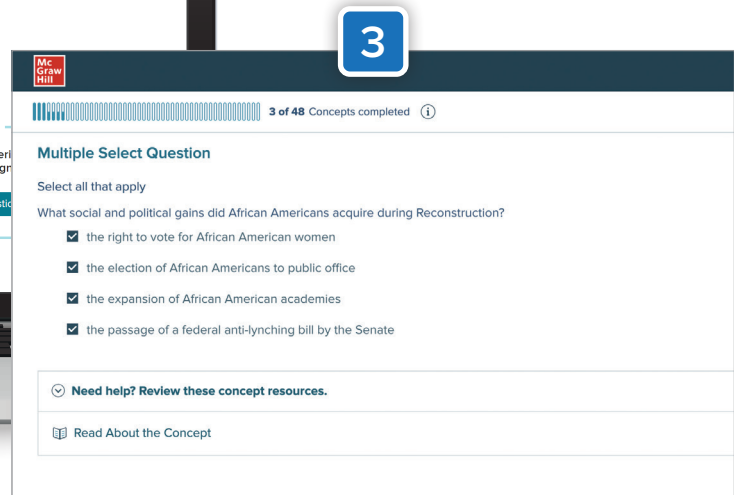 3
Mc
Graw
Hill
3 of 48 Concepts completed
Multiple Select Question
Select all that apply
What social and political gains did African Americans acquire during Reconstruction?
the right to vote for African American women
the election of African Americans to public office
the expansion of African American academies
the passage of a federal anti-lynching bill by the Senate
Need help? Review these concept resources.
Read About the Concept